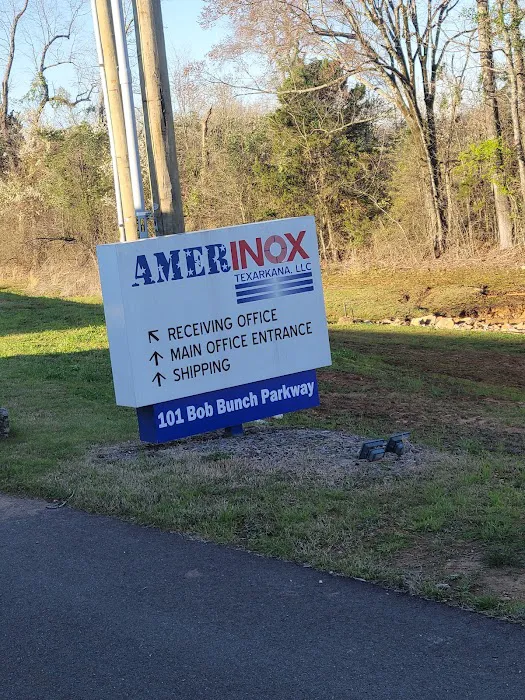 AMERINOX
TEXARKANA, LLC
↖ RECEIVING OFFICE
↑ MAIN OFFICE ENTRANCE
↑ SHIPPING
101 Bob Bunch Parkway